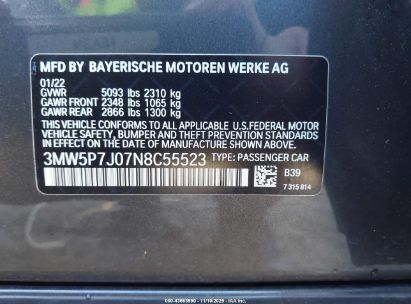 MFD BY BAYERISCHE MOTOREN WERKE AG
01/22
GVWR 5093 lbs 2310 kg
GAWR FRONT 2348 lbs 1065 kg
GAWR REAR 2866 lbs 1300 kg
THIS VEHICLE CONFORMS TO ALL APPLICABLE U.S.FEDERAL MOTOR
VEHICLE SAFETY, BUMPER AND THEFT PREVENTION STANDARDS IN
EFFECT ON THE DATE OF MANUFACTURE SHOWN ABOVE.
3MW5P7J07N8C55523 TYPE: PASSENGER CAR
B39
7 315 814